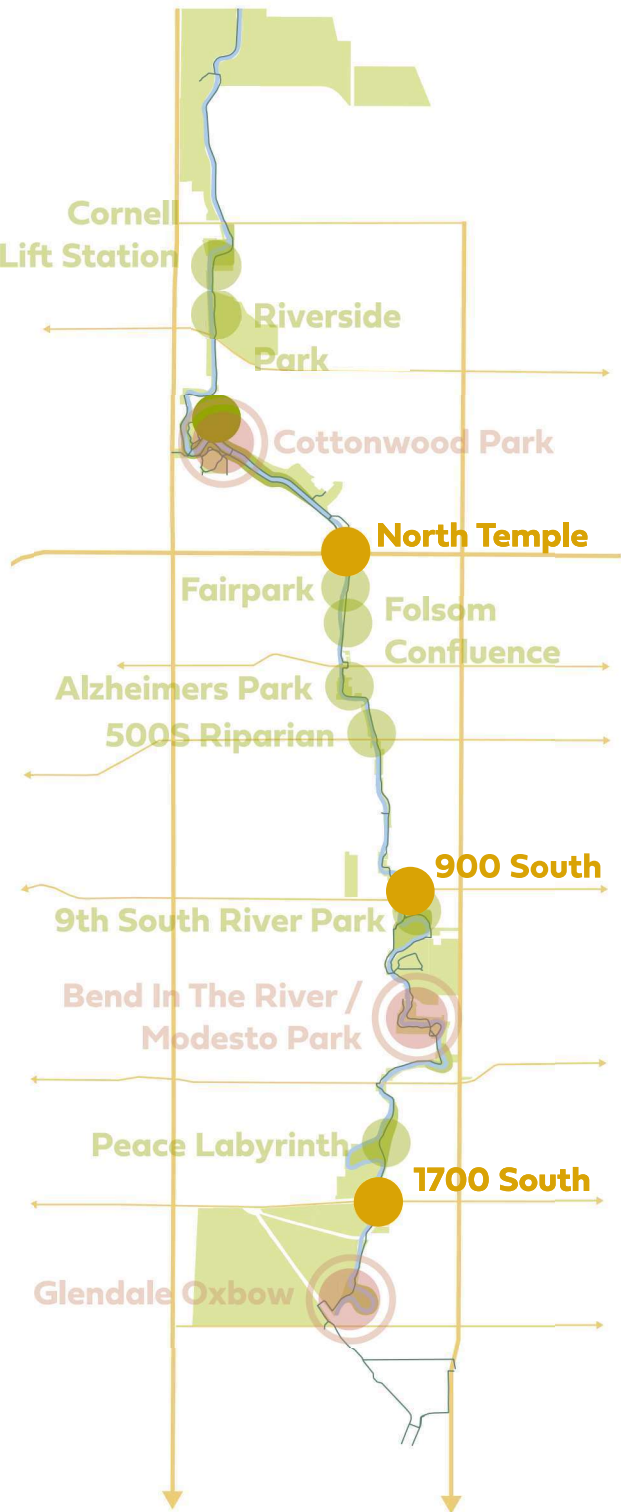 Cornell
Lift Station
Riverside
Park
Cottonwood Park
North Temple
Fairpark
Folsom
Confluence
Alzheimers Park
500S Riparian
900 South
9th South River Park
Bend In The River /
Modesto Park
Peace Labyrinth
1700 South
Glendale Oxbow